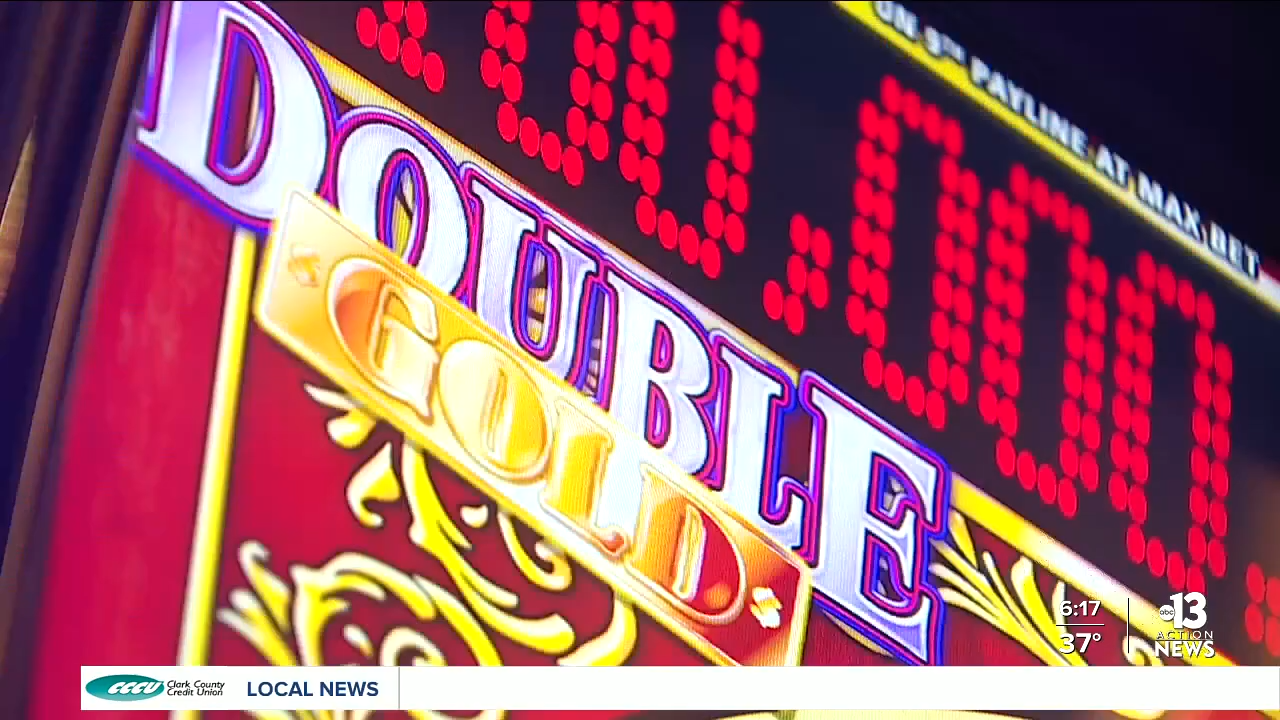 ON 9TH PAYLINE AT MAX BET
00,000
DOUBLE
GOLD
6:17
37°
abc 13
ACTION
NEWS
CCCU Clark County
Credit Union
LOCAL NEWS